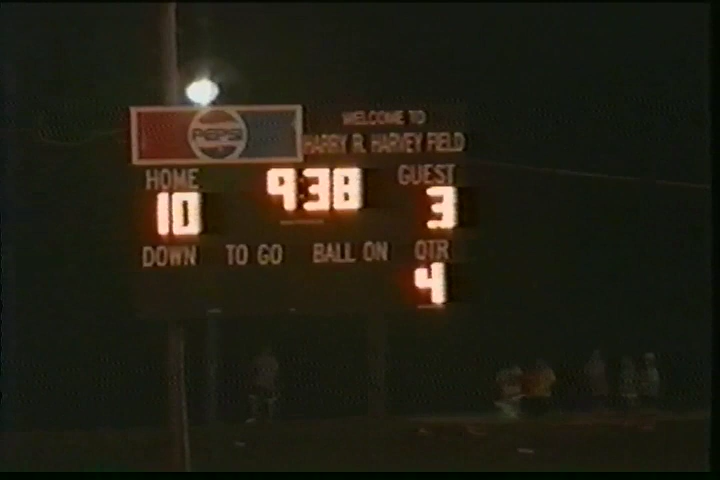 PEPSI
WELCOME TO
HARRY R. HARVEY FIELD
HOME 9:38 GUEST
10 3
DOWN TO GO BALL ON QTR
4